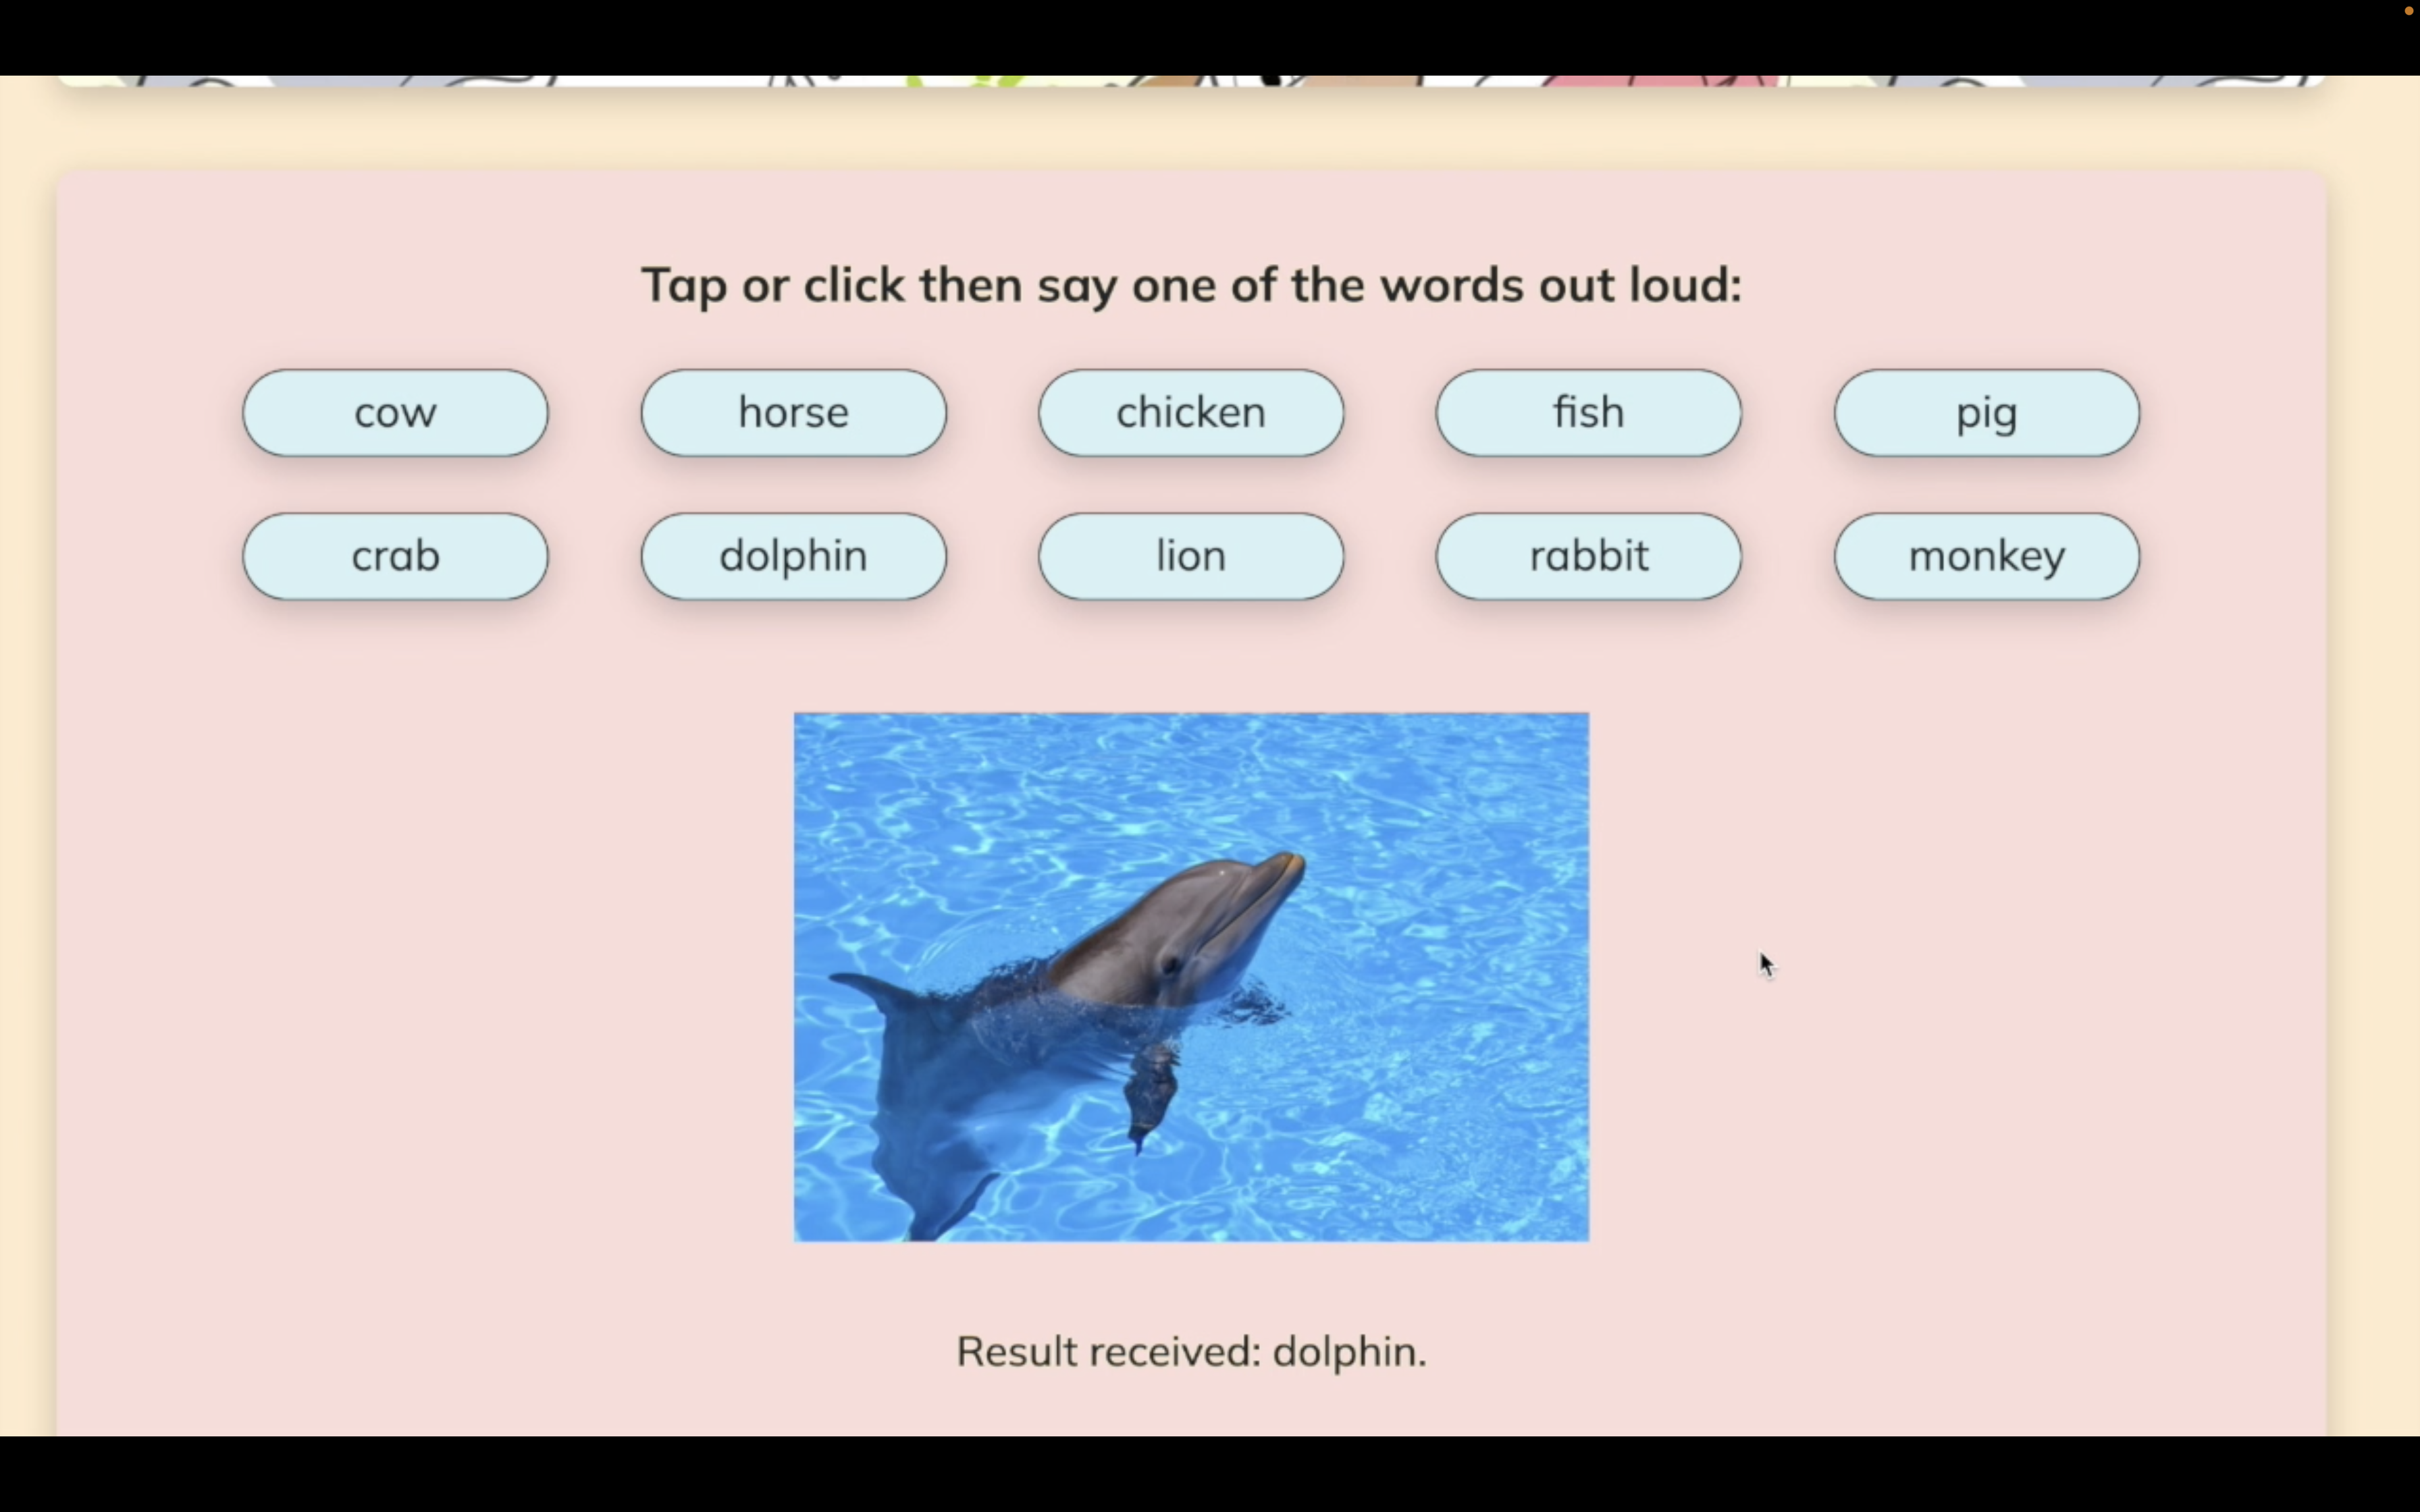 Tap or click then say one of the words out loud:
cow horse chicken fish pig
crab dolphin lion rabbit monkey
Result received: dolphin.